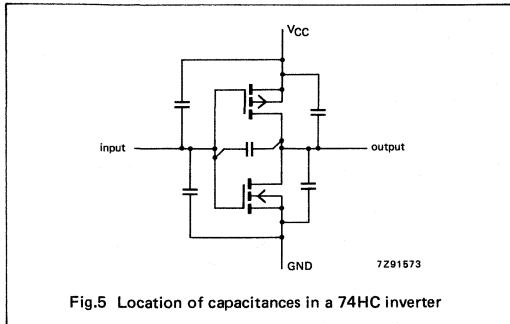 VCC
input
output
GND
7Z91573
Fig.5 Location of capacitances in a 74HC inverter